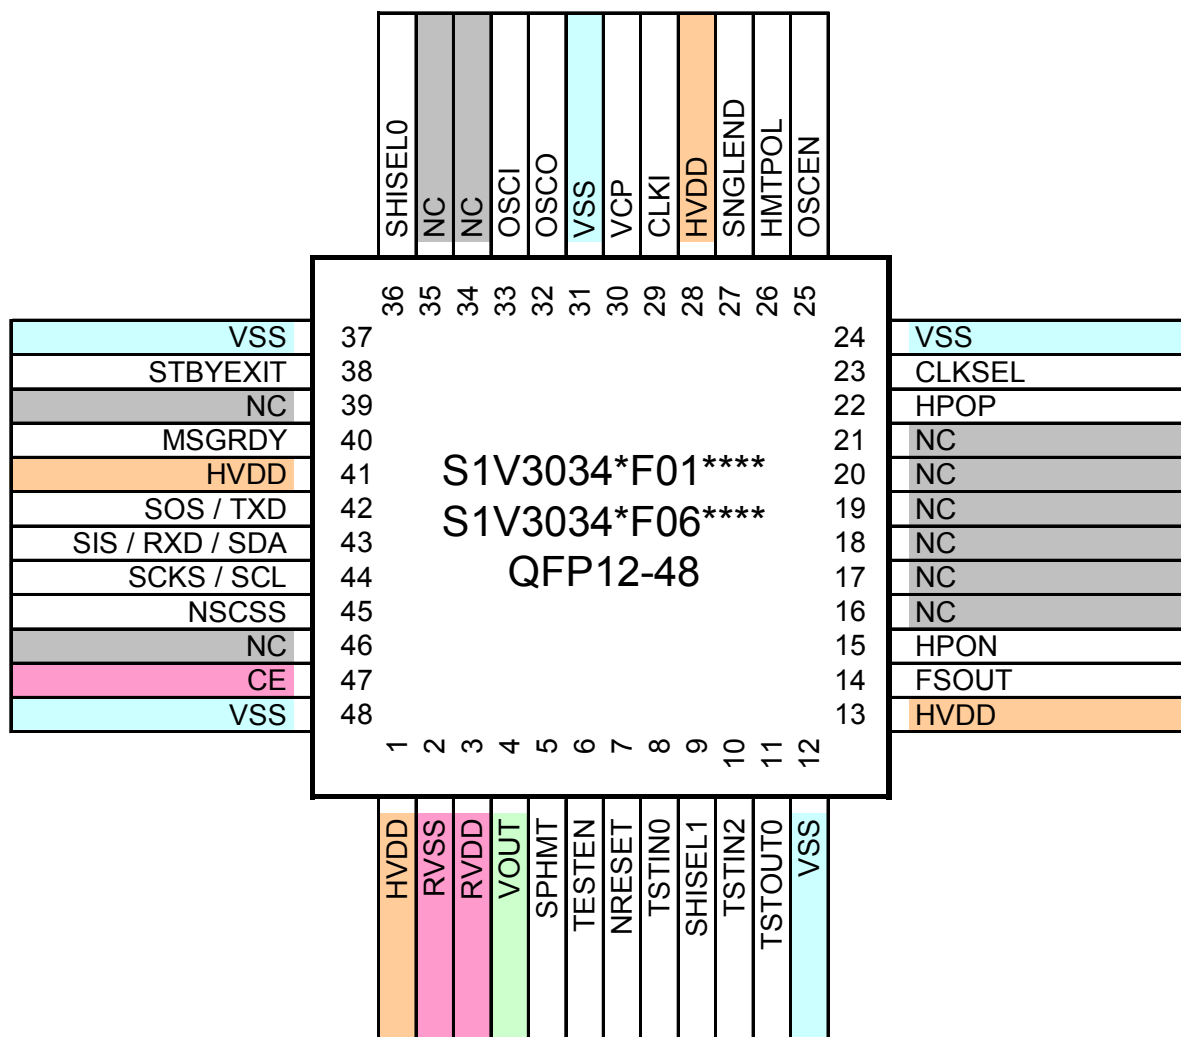 SHISEL0 NC NC OSCI OSCO VSS VCP CLKI HVDD SNGLEND HMTPOL OSCEN
36 35 34 33 32 31 30 29 28 27 26 25
VSS 37
STBYEXIT 38
NC 39
MSGRDY 40
HVDD 41
SOS / TXD 42
SIS / RXD / SDA 43
SCKS / SCL 44
NSCSS 45
NC 46
CE 47
VSS 48
S1V3034*F01****
S1V3034*F06****
QFP12-48
24 VSS
23 CLKSEL
22 HPOP
21 NC
20 NC
19 NC
18 NC
17 NC
16 NC
15 HPON
14 FSOUT
13 HVDD
1 2 3 4 5 6 7 8 9 10 11 12
HVDD RVSS RVDD VOUT SPHMT TESTEN NRESET TSTIN0 SHISEL1 TSTIN2 TSTOUT0 VSS